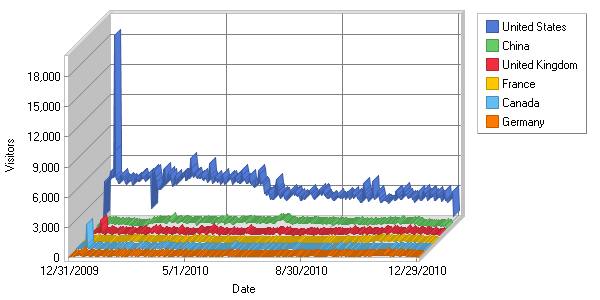 United States
China
United Kingdom
France
Canada
Germany
18,000
15,000
12,000
9,000
6,000
3,000
0
Visitors
12/31/2009
5/1/2010
8/30/2010
12/29/2010
Date